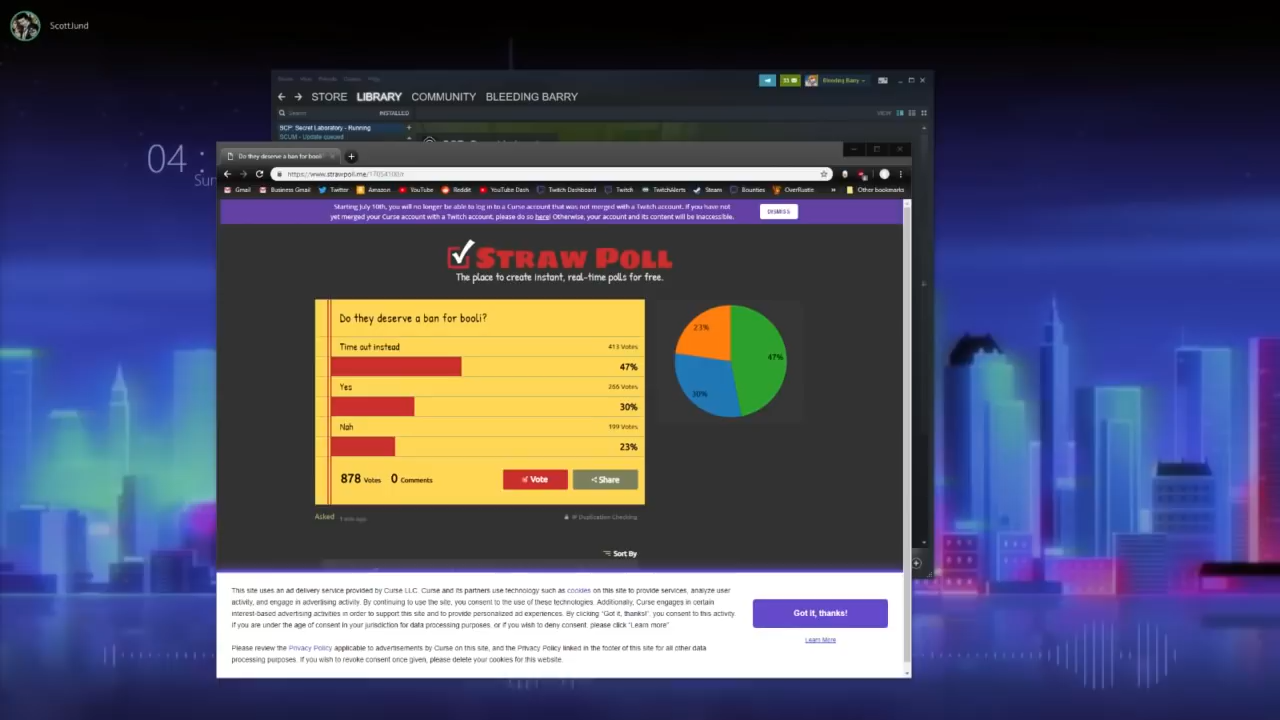 ScottJund
Bleeding Barry
STORE LIBRARY COMMUNITY BLEEDING BARRY
Search INSTALLED VIEW
SCP: Secret Laboratory - Running
SCUM - Update queued
04 :
Sun
Do they deserve a ban for booli
https://www.strawpoll.me/
Gmail Business Gmail Twitter Amazon YouTube Reddit YouTube Dash Twitch Dashboard Twitch TwitchAlerts Steam Bounties OverRustle » Other bookmarks
Starting July 10th, you will no longer be able to log in to a Curse account that was not merged with a Twitch account. If you have not
yet merged your Curse account with a Twitch account, please do so here! Otherwise, your account and its content will be inaccessible.
DISMISS
STRAW POLL
The place to create instant, real-time polls for free.
Do they deserve a ban for booli?
Time out instead 413 Votes
47%
Yes 266 Votes
30%
Nah 199 Votes
23%
878 Votes 0 Comments Vote Share
23%
47%
30%
Asked 1 min ago IP Duplication Checking
Sort By
This site uses an ad delivery service provided by Curse LLC. Curse and its partners use technology such as cookies on this site to provide services, analyze user
activity, and engage in advertising activity. By continuing to use the site, you consent to the use of these technologies. Additionally, Curse engages in certain
interest-based advertising activities in order to support this site and to provide personalized ad experiences. By clicking "Got it, thanks!", you consent to this activity.
If you are under the age of consent in your jurisdiction for data processing purposes, or if you wish to deny consent, please click "Learn more"
Got it, thanks!
Learn More
Please review the Privacy Policy applicable to advertisements by Curse on this site, and the Privacy Policy linked in the footer of this site for all other data
processing purposes. If you wish to revoke consent once given, please delete your cookies for this website.